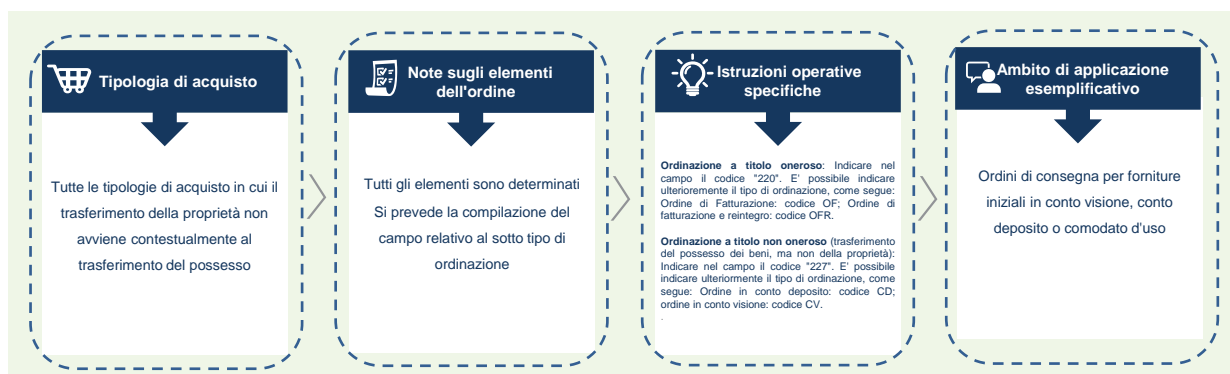 Tipologia di acquisto
Tutte le tipologie di acquisto in cui il
trasferimento della proprietà non
avviene contestualmente al
trasferimento del possesso
Note sugli elementi
dell'ordine
Tutti gli elementi sono determinati
Si prevede la compilazione del
campo relativo al sotto tipo di
ordinazione
Istruzioni operative
specifiche
Ordinazione a titolo oneroso: Indicare nel
campo il codice "220". E' possibile indicare
ulterioremente il tipo di ordinazione, come segue:
Ordine di Fatturazione: codice OF; Ordine di
fatturazione e reintegro: codice OFR.
Ordinazione a titolo non oneroso (trasferimento
del possesso dei beni, ma non della proprietà):
Indicare nel campo il codice "227". E' possibile
indicare ulteriormente il tipo di ordinazione, come
segue: Ordine in conto deposito: codice CD;
ordine in conto visione: codice CV.
.
Ambito di applicazione
esemplificativo
Ordini di consegna per forniture
iniziali in conto visione, conto
deposito o comodato d'uso